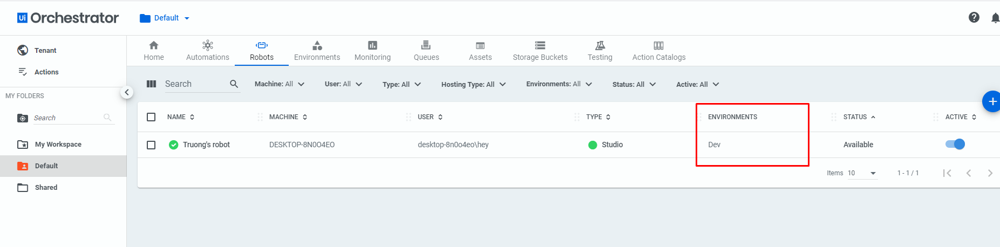 Ui Orchestrator
Default
Tenant
Actions
MY FOLDERS
Search
My Workspace
Default
Shared
Home
Automations
Robots
Environments
Monitoring
Queues
Assets
Storage Buckets
Testing
Action Catalogs
Search
Machine: All
User: All
Type: All
Hosting Type: All
Environments: All
Status: All
Active: All
NAME MACHINE USER TYPE ENVIRONMENTS STATUS ACTIVE
Truong's robot DESKTOP-8N0O4EO desktop-8n0o4eo\hey Studio Dev Available
Items 10 1 - 1 / 1